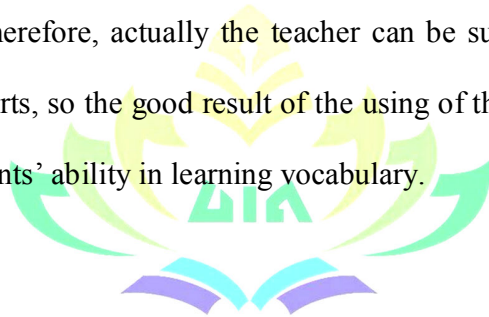 herefore, actually the teacher can be su
rts, so the good result of the using of th
nts’ ability in learning vocabulary.